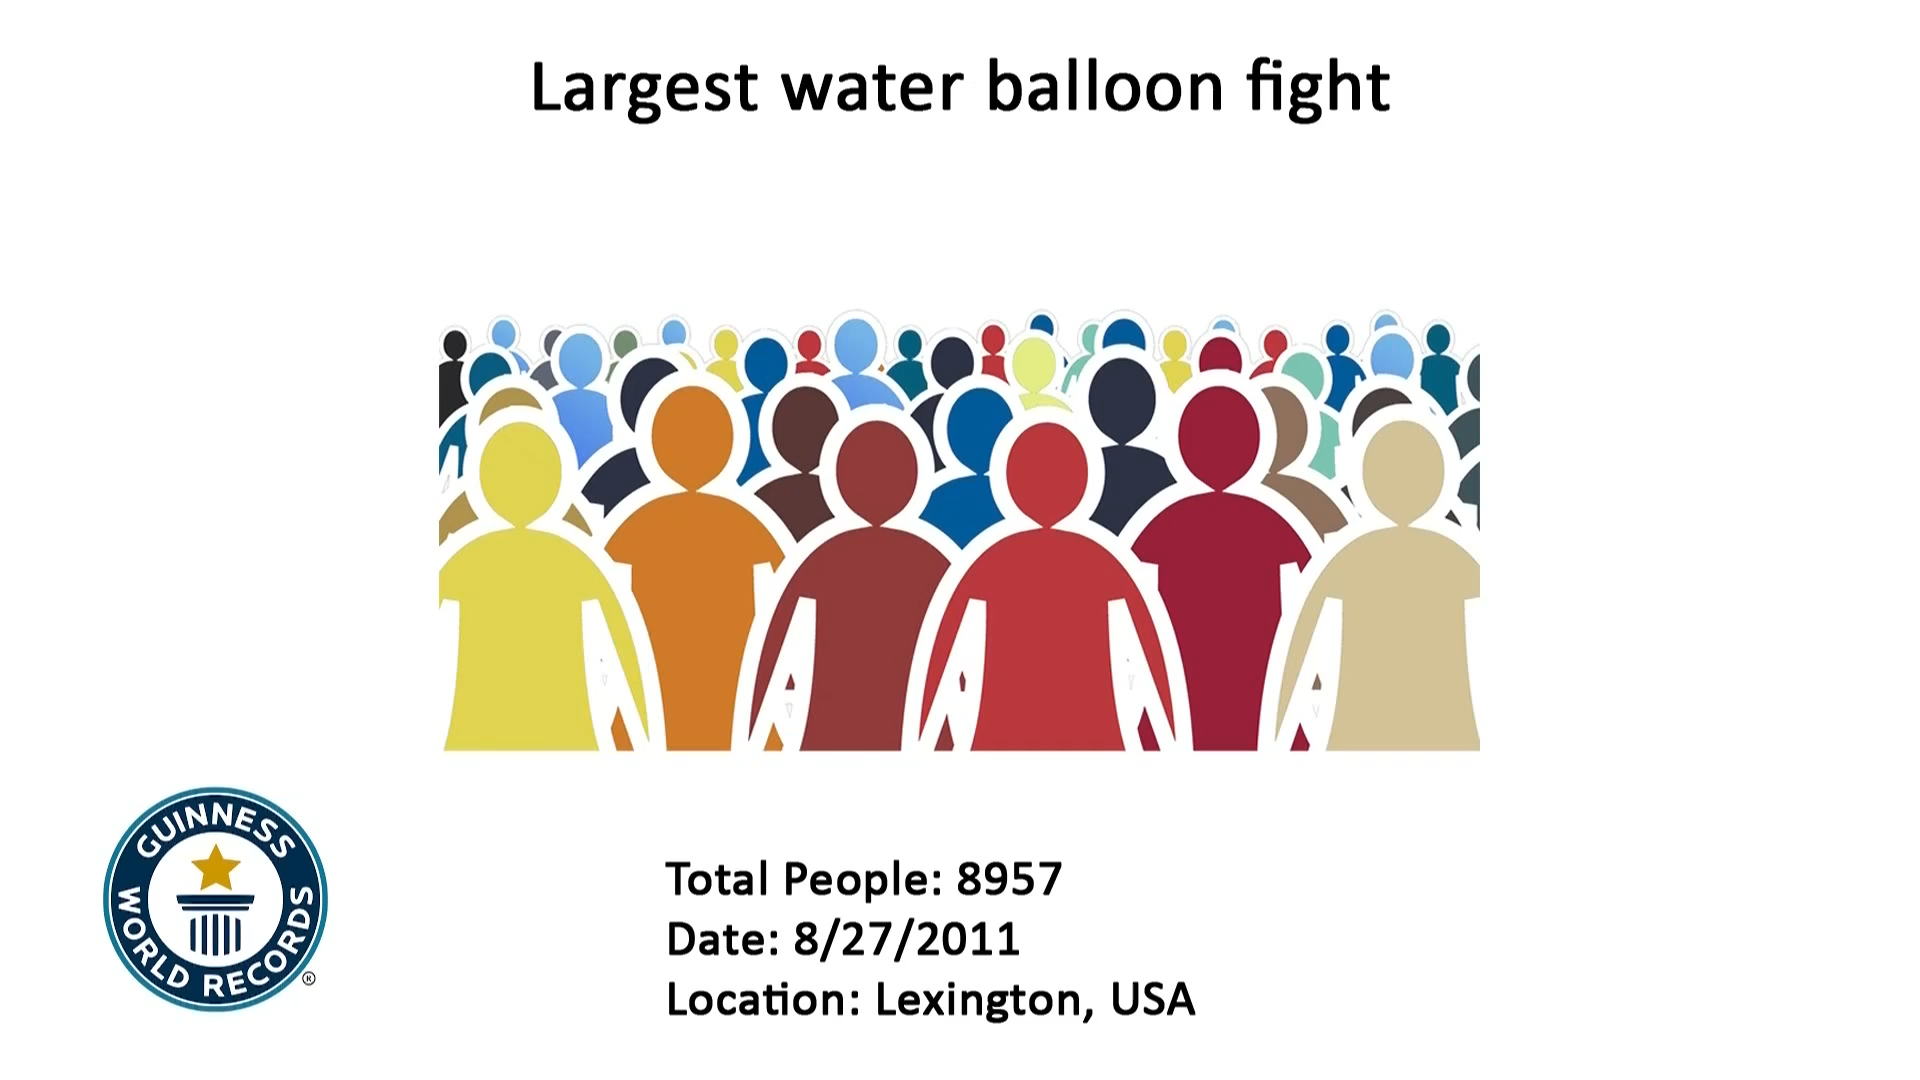 Largest water balloon fight
GUINNESS
WORLD RECORDS
®
Total People: 8957
Date: 8/27/2011
Location: Lexington, USA